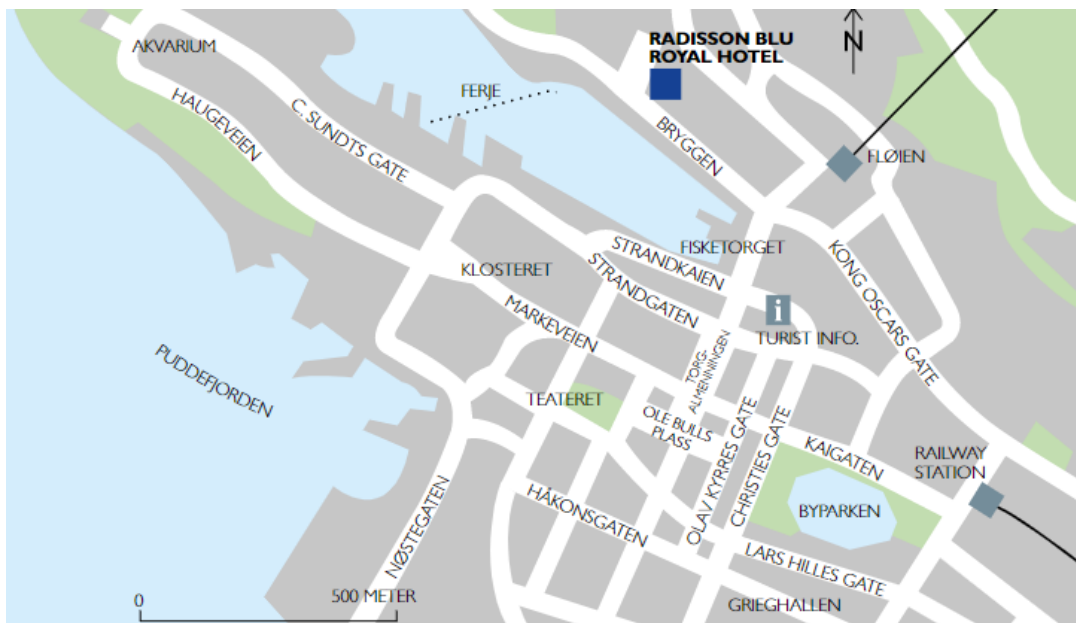 RADISSON BLU
ROYAL HOTEL
N
AKVARIUM
FERJE
HAUGEVEIEN
C. SUNDTS GATE
BRYGGEN
FLØIEN
FISKETORGET
STRANDKAIEN
KONG OSCARS GATE
KLOSTERET
STRANDGATEN
i
TURIST INFO.
MARKEVEIEN
PUDDEFJORDEN
TORG-
ALMENNINGEN
TEATERET
OLE BULLS
PLASS
OLAV KYRRES GATE
CHRISTIES GATE
KAIGATEN
RAILWAY
STATION
BYPARKEN
NØSTEGATEN
HÅKONSGATEN
LARS HILLES GATE
GRIEGHALLEN
0
500 METER